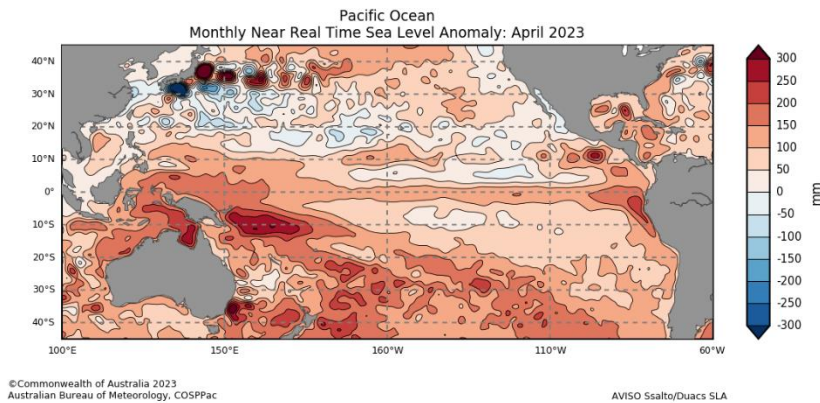 Pacific Ocean
Monthly Near Real Time Sea Level Anomaly: April 2023
40°N
30°N
20°N
10°N
0°
10°S
20°S
30°S
40°S
100°E
150°E
160°W
110°W
60°W
300
250
200
150
100
50
0
-50
-100
-150
-200
-250
-300
mm
©Commonwealth of Australia 2023
Australian Bureau of Meteorology, COSPPac
AVISO Ssalto/Duacs SLA